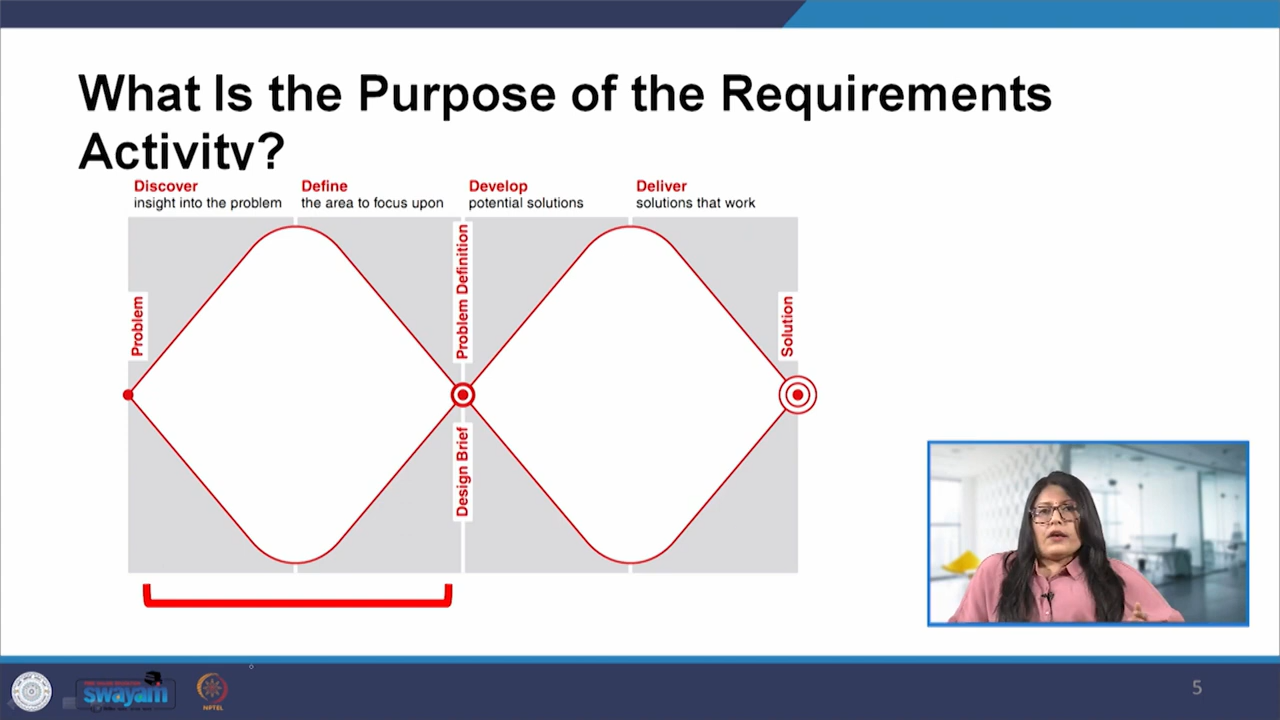 What Is the Purpose of the Requirements
Activity?
Discover
insight into the problem
Define
the area to focus upon
Develop
potential solutions
Deliver
solutions that work
Problem
Problem Definition
Design Brief
Solution
swayam
NPTEL
5